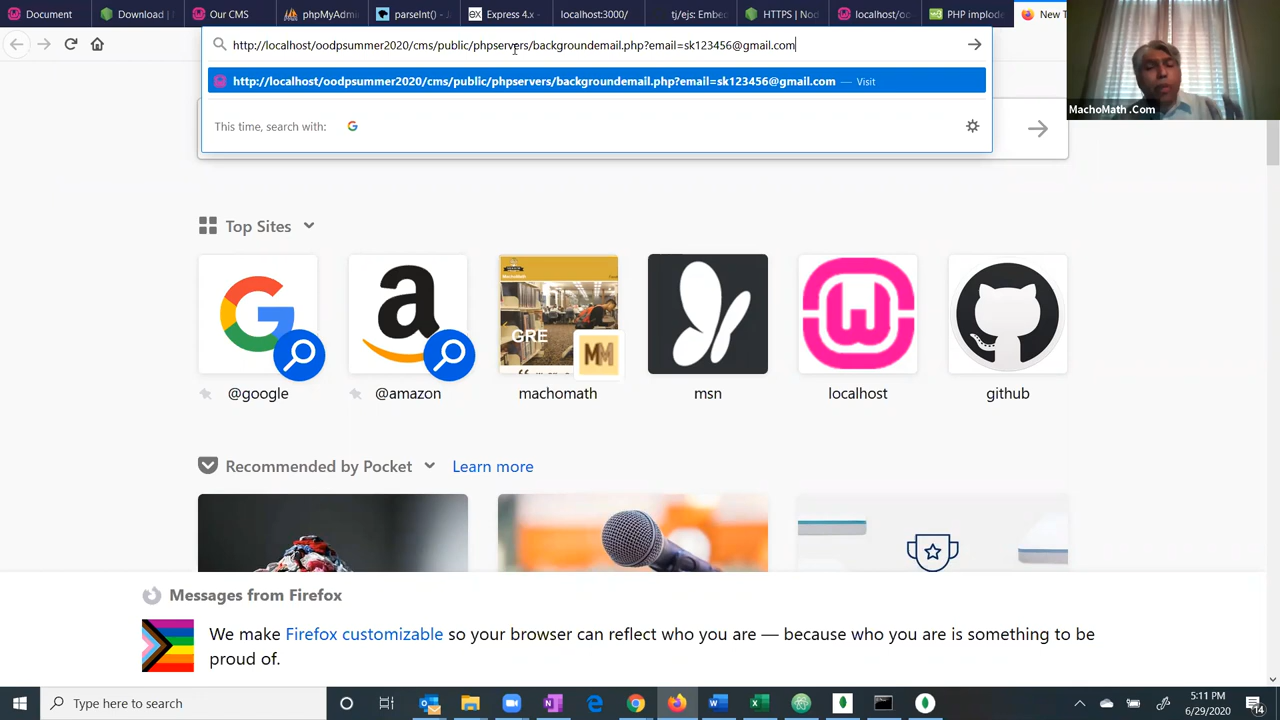 Document
Download |
Our CMS
phpMyAdmi
parseInt() - J
Express 4.x -
localhost:3000/
tj/ejs: Embed
HTTPS | Nod
localhost/oo
PHP implod
New T
http://localhost/oodpsummer2020/cms/public/phpservers/backgroundemail.php?email=sk123456@gmail.com
http://localhost/oodpsummer2020/cms/public/phpservers/backgroundemail.php?email=sk123456@gmail.com — Visit
This time, search with:
MachoMath .Com
Top Sites
GRE
MM
@google
@amazon
machomath
msn
localhost
github
Recommended by Pocket
Learn more
Messages from Firefox
We make Firefox customizable so your browser can reflect who you are — because who you are is something to be
proud of.
Type here to search
5:11 PM
6/29/2020
14